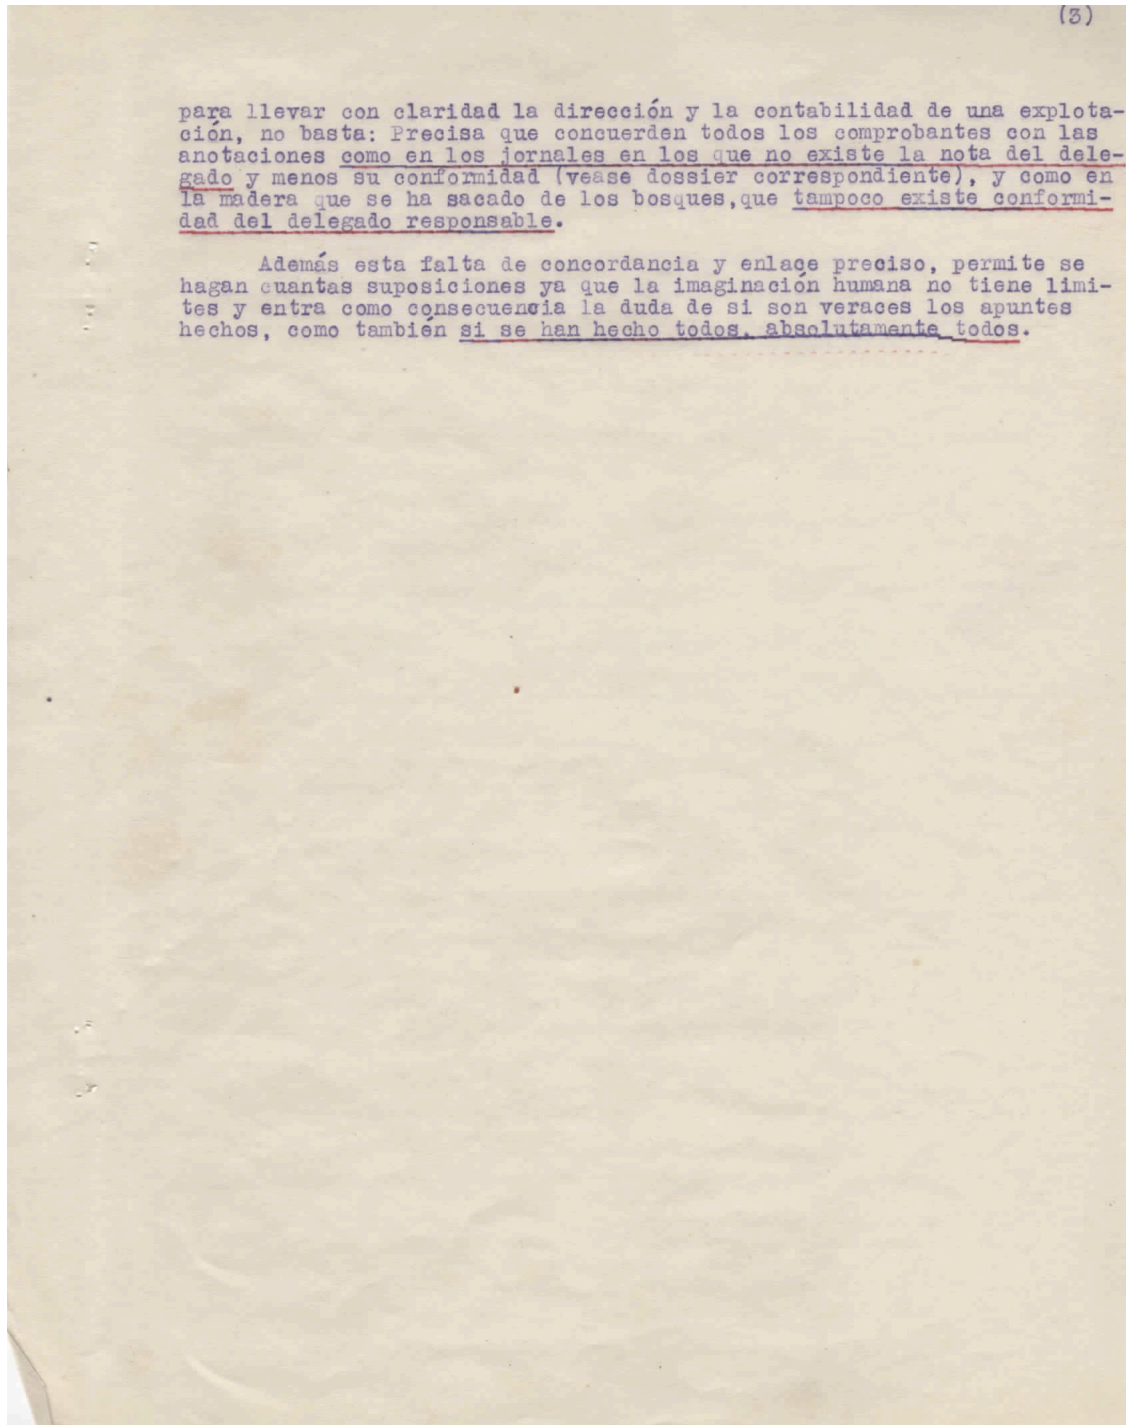 (3)
para llevar con claridad la dirección y la contabilidad de una explota-
ción, no basta: Precisa que concuerden todos los comprobantes con las
anotaciones como en los jornales en los que no existe la nota del dele-
gado y menos su conformidad (vease dossier correspondiente), y como en
la madera que se ha sacado de los bosques,que tampoco existe conformi-
dad del delegado responsable.
Además esta falta de concordancia y enlace preciso, permite se
hagan cuantas suposiciones ya que la imaginación humana no tiene limi-
tes y entra como consecuencia la duda de si son veraces los apuntes
hechos, como también si se han hecho todos, absolutamente todos.